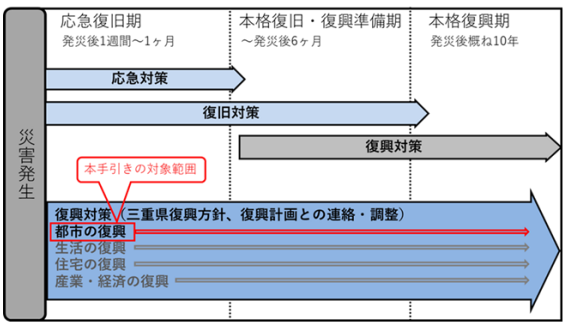 応急復旧期
発災後1週間～1ヶ月
本格復旧・復興準備期
～発災後6ヶ月
本格復興期
発災後概ね10年
災害発生
応急対策
復旧対策
復興対策
本手引きの対象範囲
復興対策（三重県復興方針、復興計画との連絡・調整）
都市の復興
生活の復興
住宅の復興
産業・経済の復興